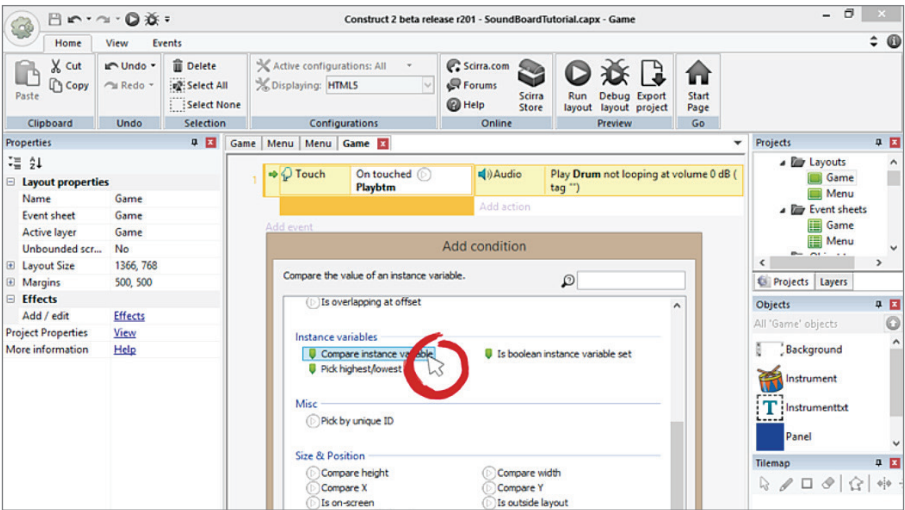 Construct 2 beta release r201 - SoundBoardTutorial.capx - Game
Home View Events
Paste
Cut
Copy
Clipboard
Undo
Redo
Undo
Delete
Select All
Select None
Selection
Active configurations: All
Displaying: HTML5
Configurations
Scirra.com
Forums
Help
Scirra Store
Online
Run layout
Debug layout
Export project
Preview
Start Page
Go
Properties
Layout properties
Name Game
Event sheet Game
Active layer Game
Unbounded scr... No
Layout Size 1366, 768
Margins 500, 500
Effects
Add / edit Effects
Project Properties View
More information Help
Game Menu Menu Game
1
Touch
On touched
Playbtm
Audio
Play Drum not looping at volume 0 dB (
tag "")
Add action
Add event
Add condition
Compare the value of an instance variable.
Is overlapping at offset
Instance variables
Compare instance variable
Is boolean instance variable set
Pick highest/lowest
Misc
Pick by unique ID
Size & Position
Compare height
Compare width
Compare X
Compare Y
Is on-screen
Is outside layout
Projects
Layouts
Game
Menu
Event sheets
Game
Menu
Projects Layers
Objects
All 'Game' objects
Background
Instrument
T
Instrumenttxt
Panel
Tilemap